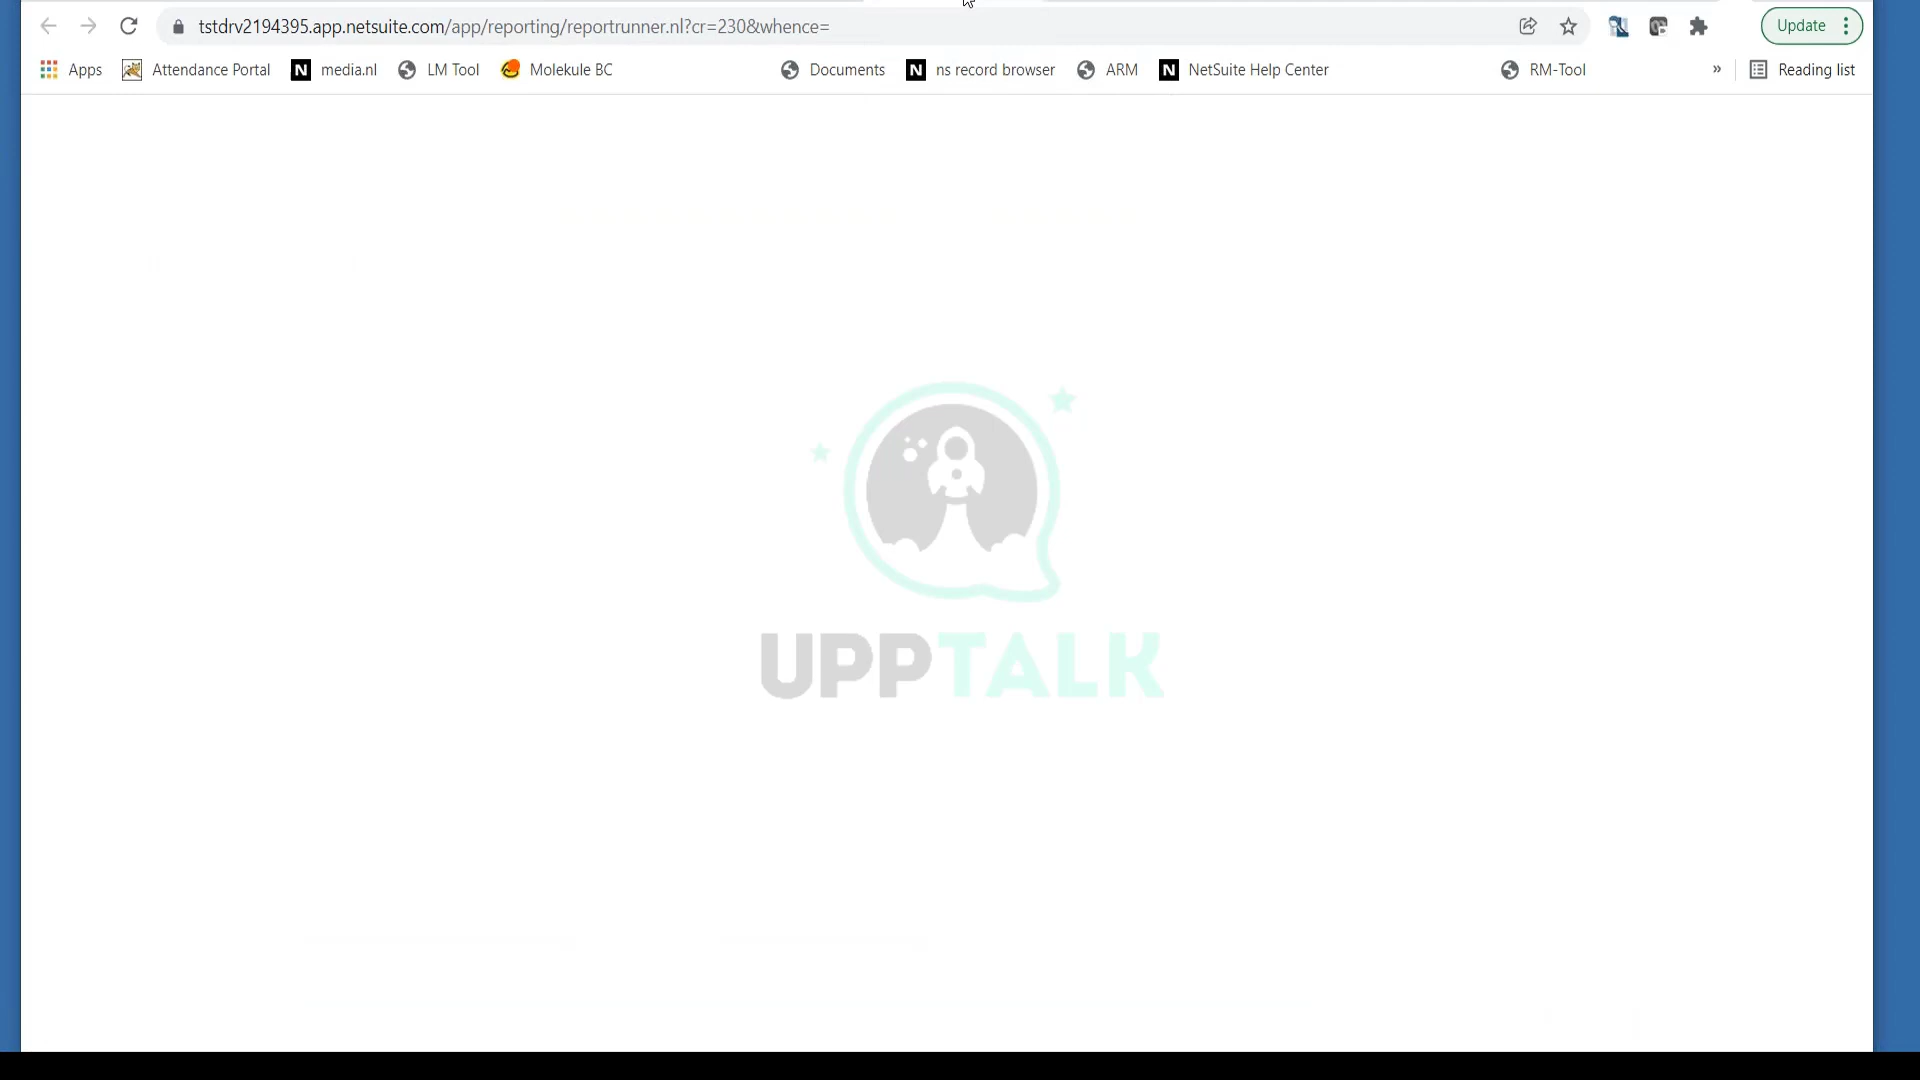 tstdrv2194395.app.netsuite.com/app/reporting/reportrunner.nl?cr=230&whence=
Update
Apps
Attendance Portal
N media.nl
LM Tool
Molekule BC
Documents
N ns record browser
ARM
N NetSuite Help Center
RM-Tool
»
Reading list
UPPTALK